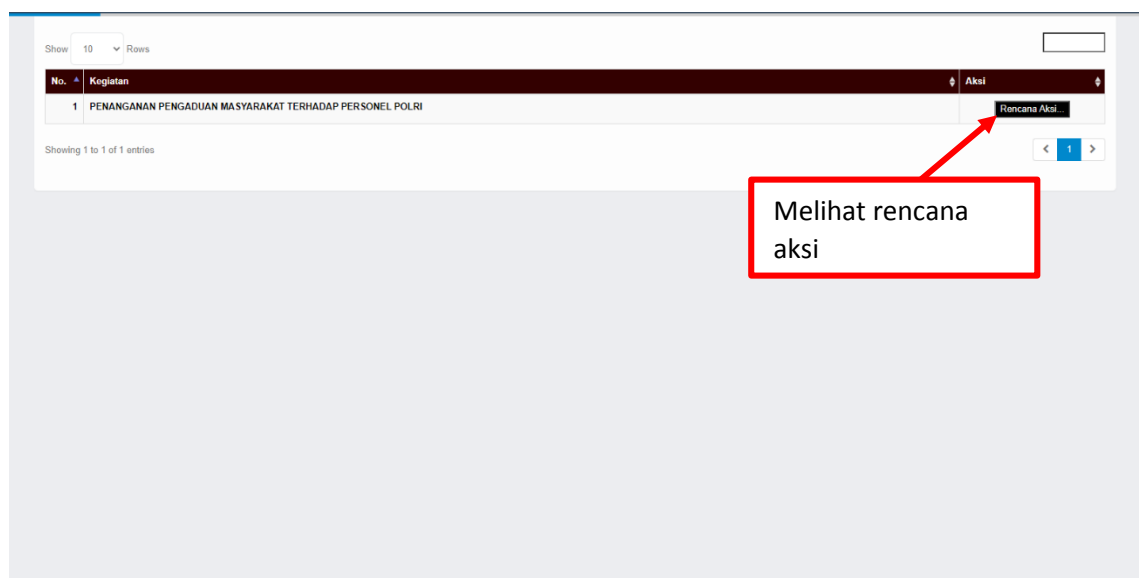 Show 10 Rows
No. Kegiatan Aksi
1 PENANGANAN PENGADUAN MASYARAKAT TERHADAP PERSONEL POLRI Rencana Aksi...
Showing 1 to 1 of 1 entries < 1 >
Melihat rencana
aksi